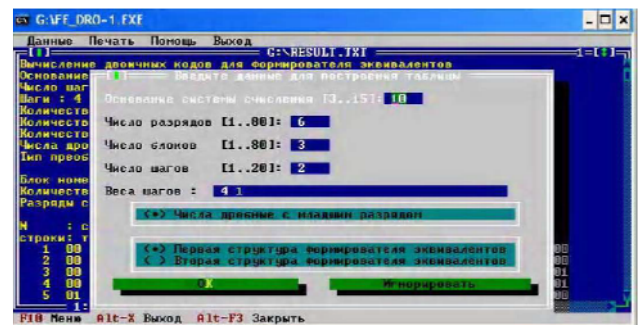 G:\FF_DRO-1.EXE
Данные Печать Помощь Выход
G:\RESULT.TXT 1=[↕]
Вычисление двоичных кодов для формирователя эквивалентов
Основание
Введите данные для построения таблицы
Число шаг
Шаги : 4
Основание системы счисления [3..15]: 10
Количеств
Количеств
Число разрядов [1..80]: 6
Количеств
Числа дро
Число блоков [1..80]: 3
Тип преоб
Число шагов [1..20]: 2
Блок номе
Количеств
Веса шагов : 4 1
Разряды с
(•) Числа дробные с младшим разрядом
N : с
строки: т
(•) Первая структура формирователя эквивалентов
1 00
( ) Вторая структура формирователя эквивалентов
2 00
3 00
OK Игнорировать
4 00
5 01
1:
F10 Меню Alt-X Выход Alt-F3 Закрыть